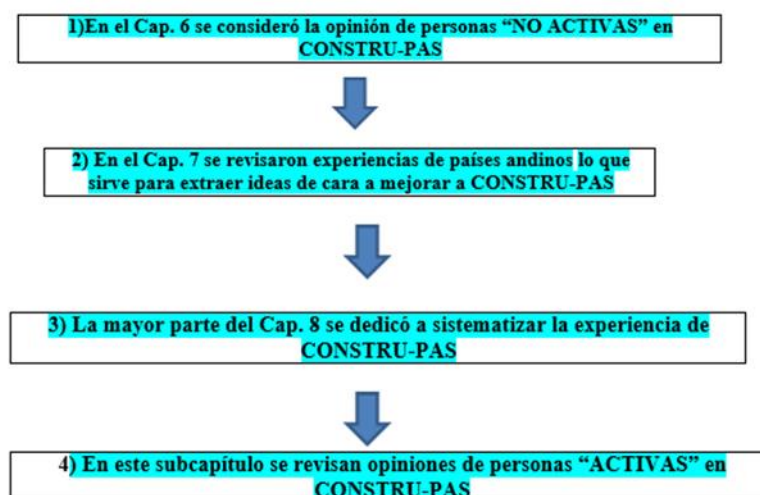 1)En el Cap. 6 se consideró la opinión de personas “NO ACTIVAS” en
CONSTRU-PAS
2) En el Cap. 7 se revisaron experiencias de países andinos lo que
sirve para extraer ideas de cara a mejorar a CONSTRU-PAS
3) La mayor parte del Cap. 8 se dedicó a sistematizar la experiencia de
CONSTRU-PAS
4) En este subcapítulo se revisan opiniones de personas “ACTIVAS” en
CONSTRU-PAS